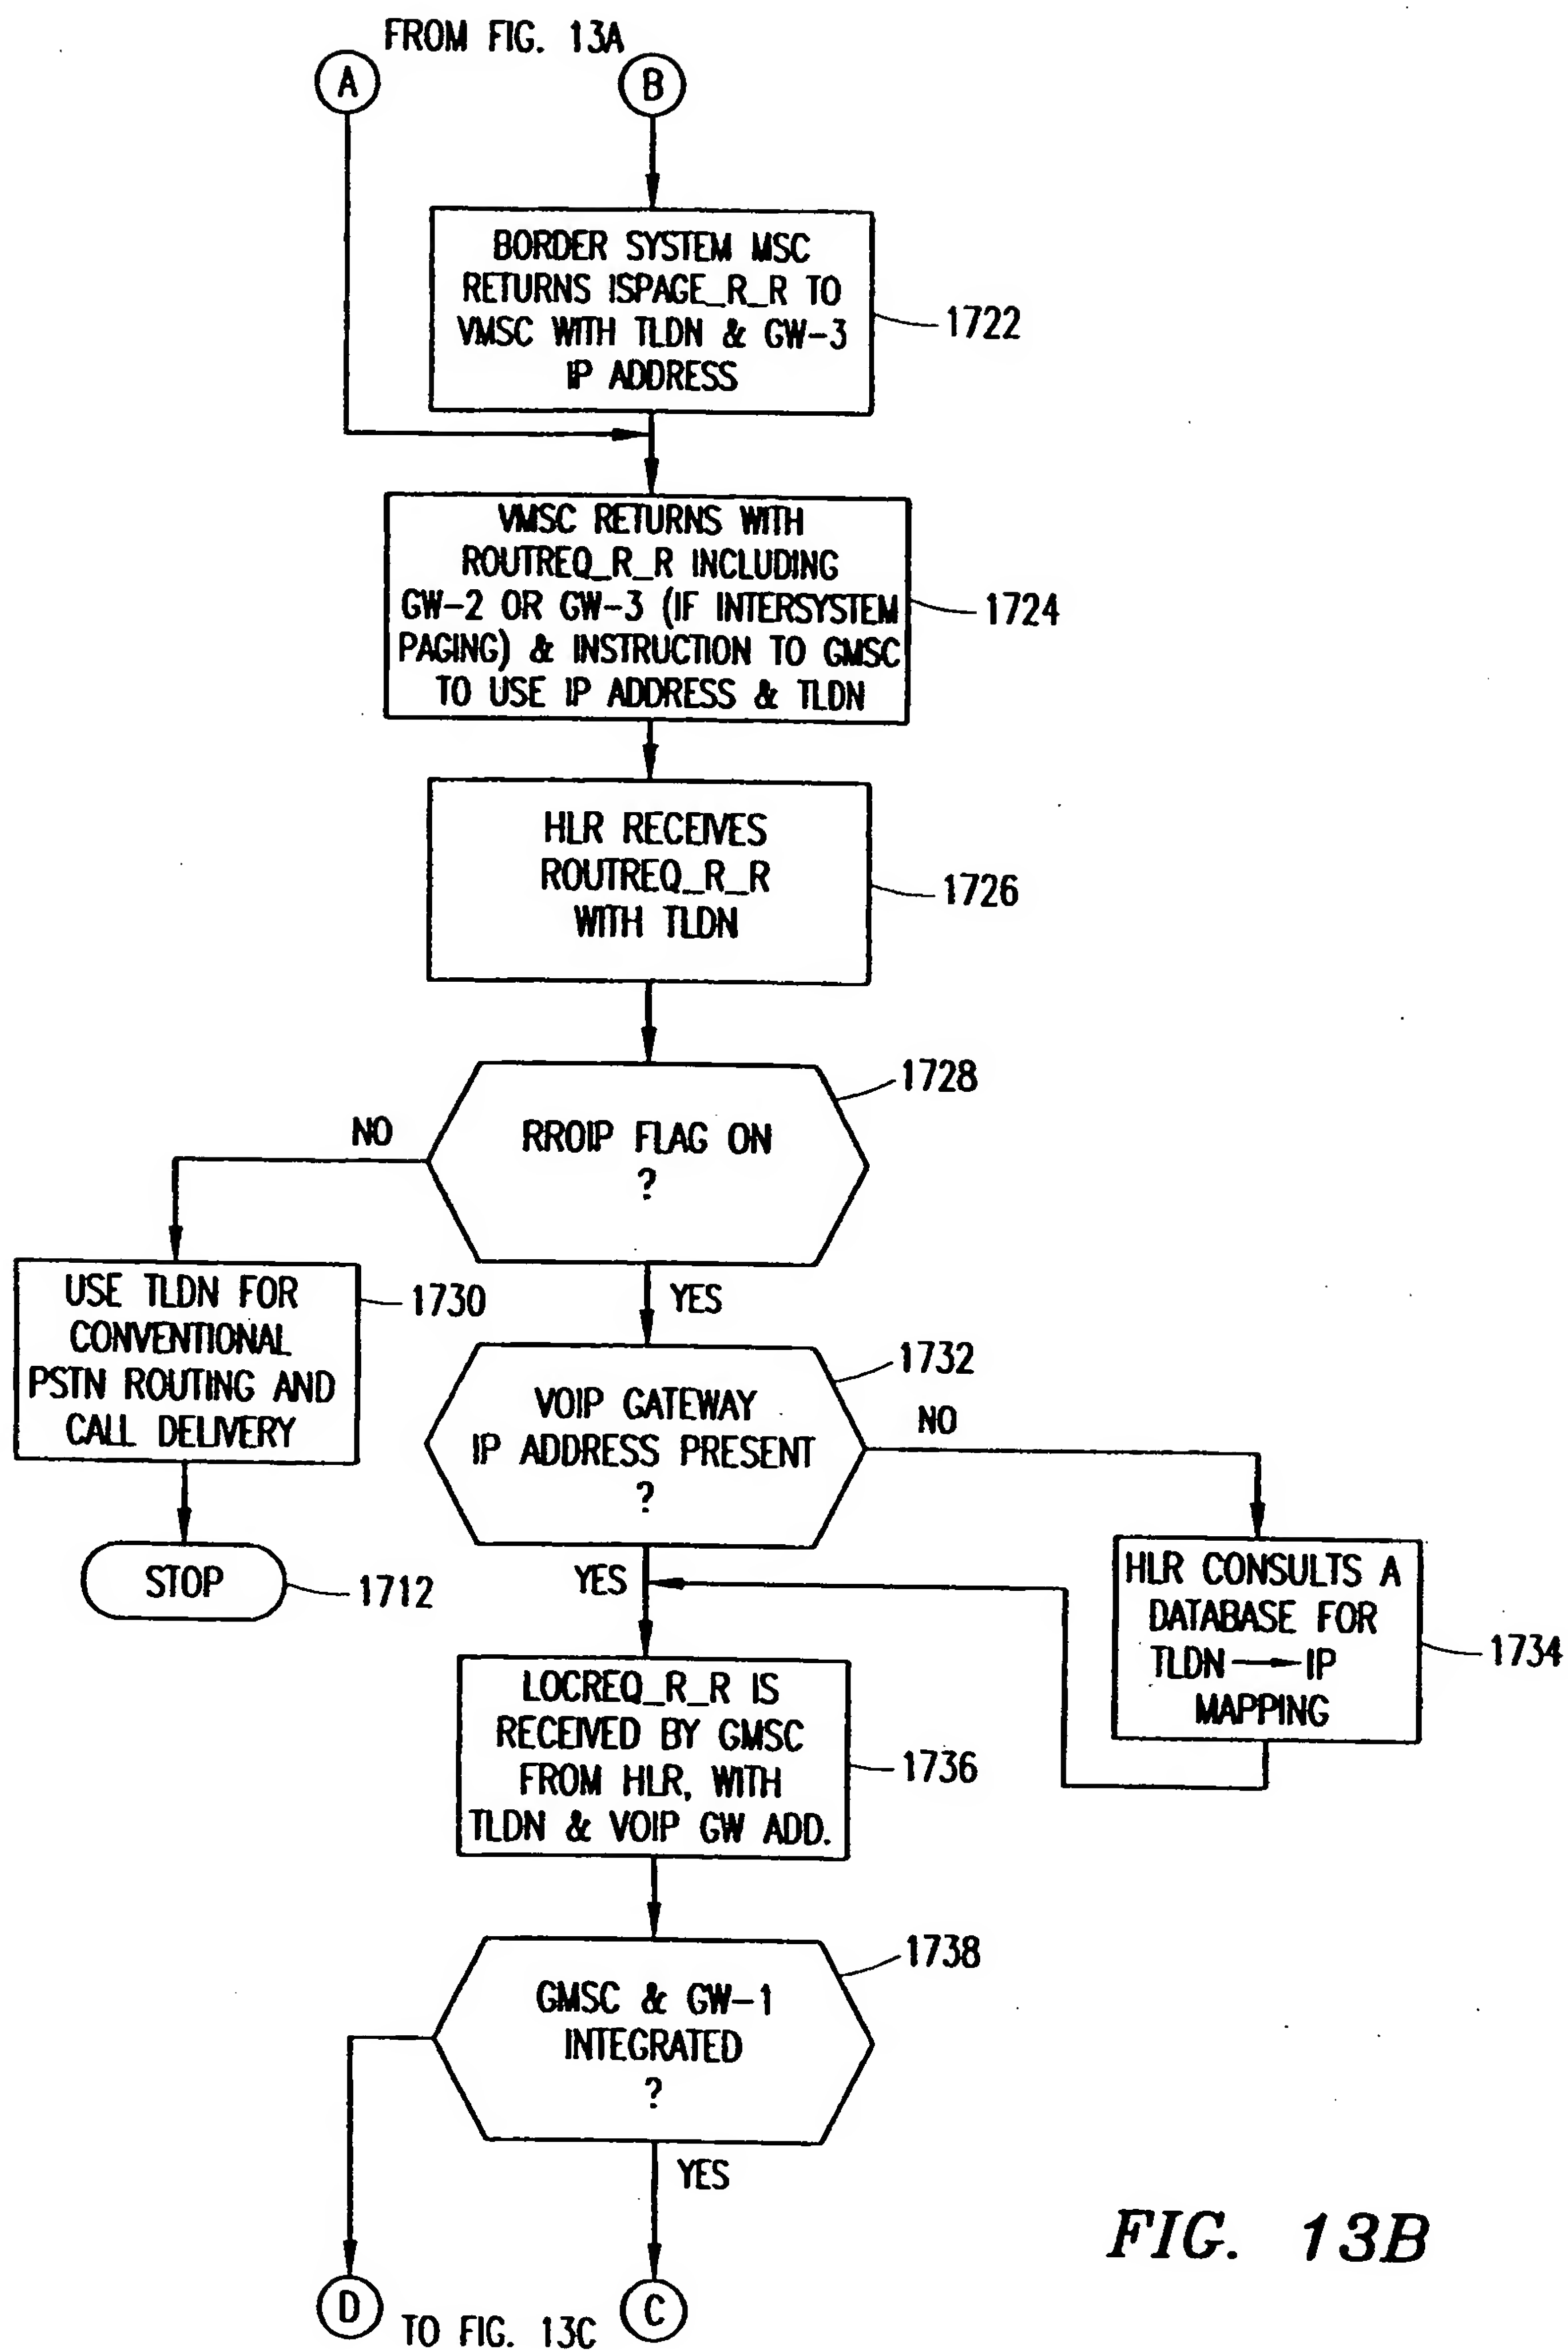 FROM FIG. 13A
A
B
BORDER SYSTEM MSC
RETURNS ISPAGE_R_R TO
VMSC WITH TLDN & GW-3
IP ADDRESS
1722
VMSC RETURNS WITH
ROUTREQ_R_R INCLUDING
GW-2 OR GW-3 (IF INTERSYSTEM
PAGING) & INSTRUCTION TO GMSC
TO USE IP ADDRESS & TLDN
1724
HLR RECEIVES
ROUTREQ_R_R
WITH TLDN
1726
1728
NO
RROIP FLAG ON
?
USE TLDN FOR
CONVENTIONAL
PSTN ROUTING AND
CALL DELIVERY
1730
YES
1732
VOIP GATEWAY
IP ADDRESS PRESENT
?
NO
STOP
1712
YES
HLR CONSULTS A
DATABASE FOR
TLDN → IP
MAPPING
1734
LOCREQ_R_R IS
RECEIVED BY GMSC
FROM HLR, WITH
TLDN & VOIP GW ADD.
1736
1738
GMSC & GW-1
INTEGRATED
?
YES
D
TO FIG. 13C
C
FIG. 13B